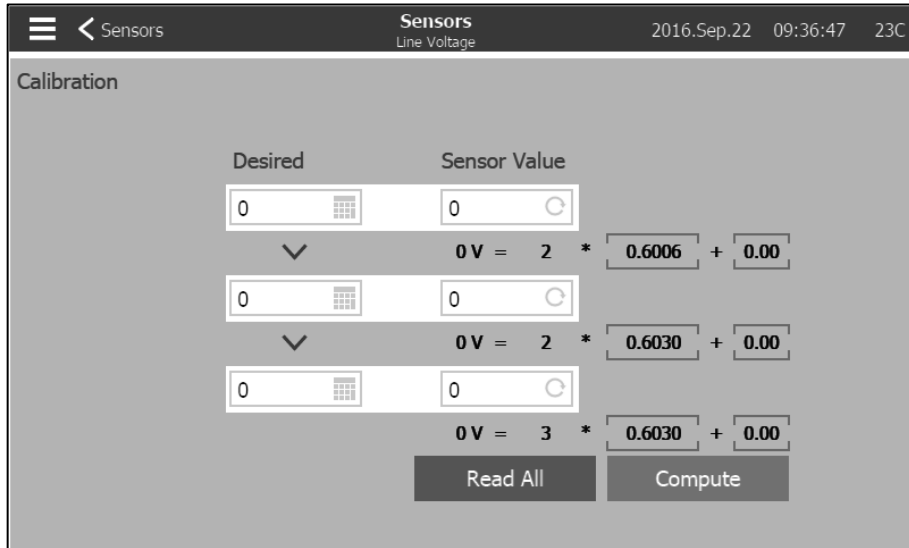 Sensors Sensors 2016.Sep.22 09:36:47 23C
Line Voltage
Calibration
Desired Sensor Value
0 0
0 V = 2 * 0.6006 + 0.00
0 0
0 V = 2 * 0.6030 + 0.00
0 0
0 V = 3 * 0.6030 + 0.00
Read All Compute